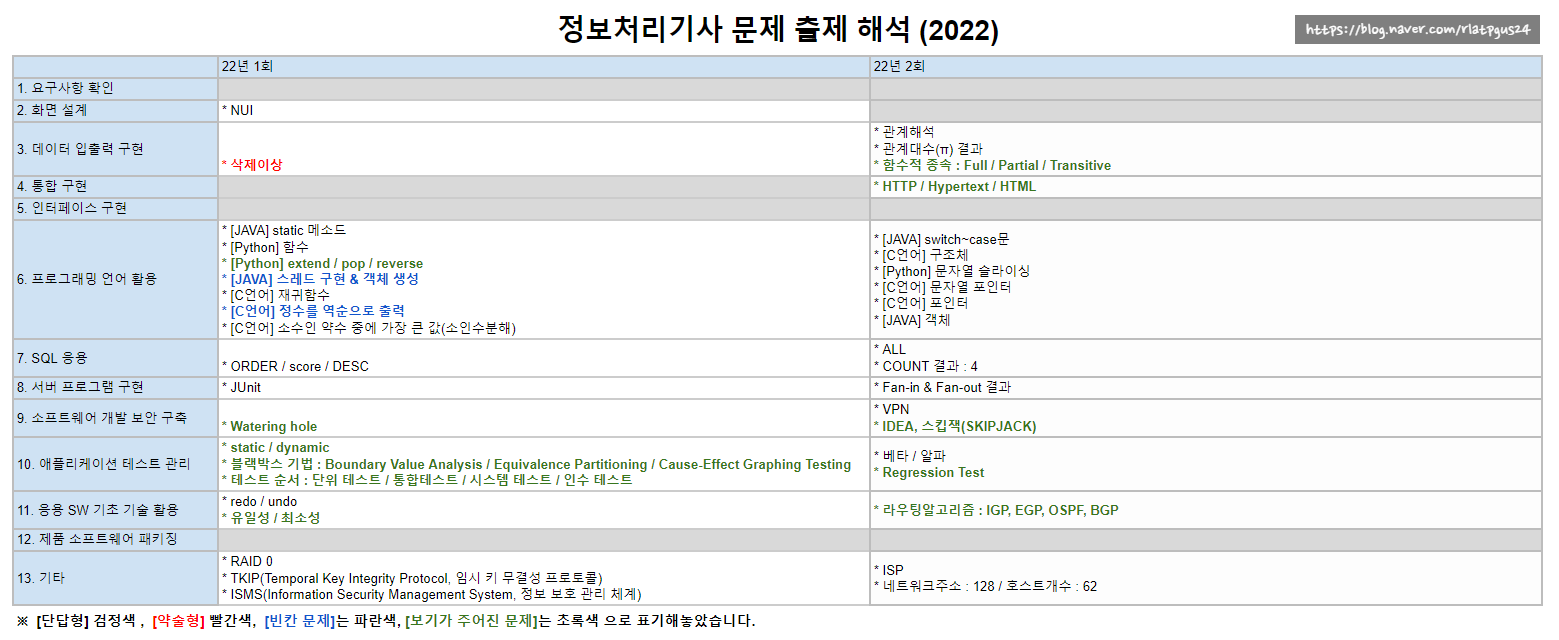 정보처리기사 문제 출제 해석 (2022)
https://blog.naver.com/rlatpgus24
22년 1회
22년 2회
1. 요구사항 확인
2. 화면 설계
* NUI
3. 데이터 입출력 구현
* 삭제이상
* 관계해석
* 관계대수(π) 결과
* 함수적 종속 : Full / Partial / Transitive
4. 통합 구현
* HTTP / Hypertext / HTML
5. 인터페이스 구현
6. 프로그래밍 언어 활용
* [JAVA] static 메소드
* [Python] 함수
* [Python] extend / pop / reverse
* [JAVA] 스레드 구현 & 객체 생성
* [C언어] 재귀함수
* [C언어] 정수를 역순으로 출력
* [C언어] 소수인 약수 중에 가장 큰 값(소인수분해)
* [JAVA] switch~case문
* [C언어] 구조체
* [Python] 문자열 슬라이싱
* [C언어] 문자열 포인터
* [C언어] 포인터
* [JAVA] 객체
7. SQL 응용
* ORDER / score / DESC
* ALL
* COUNT 결과 : 4
8. 서버 프로그램 구현
* JUnit
* Fan-in & Fan-out 결과
9. 소프트웨어 개발 보안 구축
* Watering hole
* VPN
* IDEA, 스킵잭(SKIPJACK)
10. 애플리케이션 테스트 관리
* static / dynamic
* 블랙박스 기법 : Boundary Value Analysis / Equivalence Partitioning / Cause-Effect Graphing Testing
* 테스트 순서 : 단위 테스트 / 통합테스트 / 시스템 테스트 / 인수 테스트
* 베타 / 알파
* Regression Test
11. 응용 SW 기초 기술 활용
* redo / undo
* 유일성 / 최소성
* 라우팅알고리즘 : IGP, EGP, OSPF, BGP
12. 제품 소프트웨어 패키징
13. 기타
* RAID 0
* TKIP(Temporal Key Integrity Protocol, 임시 키 무결성 프로토콜)
* ISMS(Information Security Management System, 정보 보호 관리 체계)
* ISP
* 네트워크주소 : 128 / 호스트개수 : 62
※ [단답형] 검정색 , [약술형] 빨간색, [빈칸 문제]는 파란색, [보기가 주어진 문제]는 초록색 으로 표기해놓았습니다.